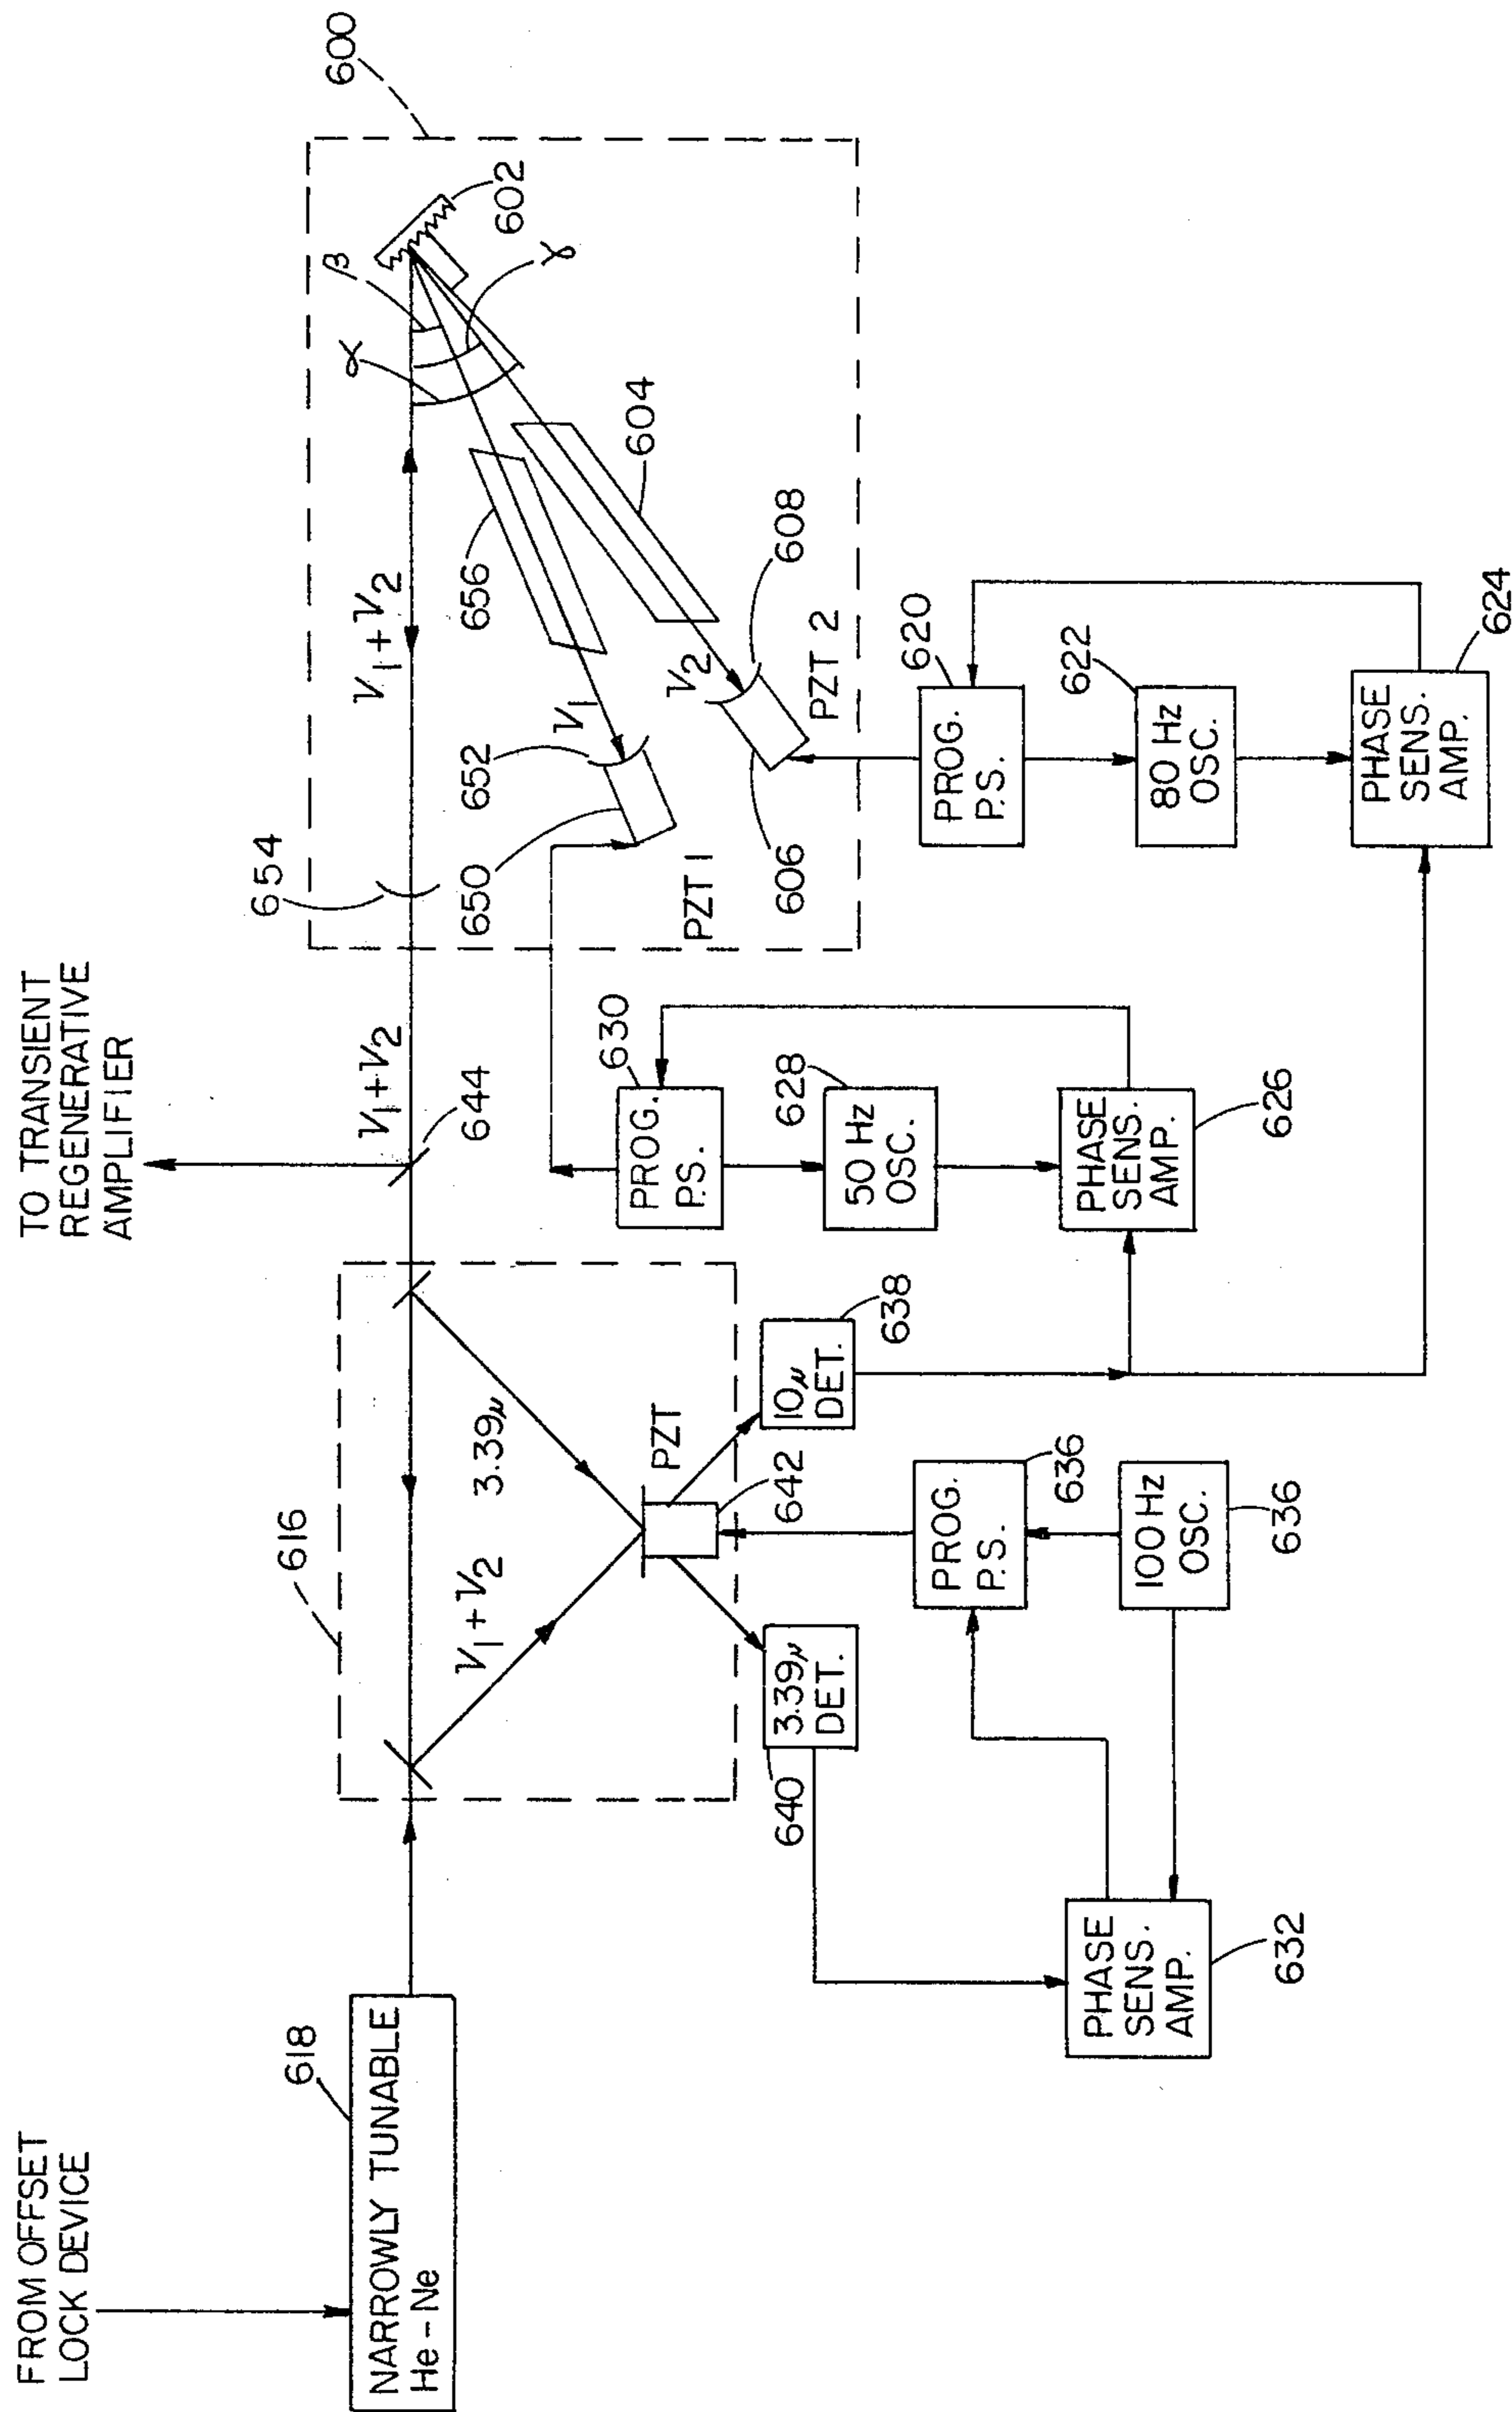 FROM OFFSET
LOCK DEVICE
618
NARROWLY TUNABLE
He-Ne
TO TRANSIENT
REGENERATIVE
AMPLIFIER
616
ν1+ν2
3.39μ
PZT
642
ν1+ν2
644
654
ν1+ν2
600
602
α
β
γ
656
604
ν1
ν2
652
650
PZT 1
608
606
PZT 2
640
3.39μ
DET.
10μ
DET.
638
PROG.
P.S.
636
100 Hz
OSC.
636
PHASE
SENS.
AMP.
632
PROG.
P.S.
630
50 Hz
OSC.
628
PHASE
SENS.
AMP.
626
PROG.
P.S.
620
80 Hz
OSC.
622
PHASE
SENS.
AMP.
624